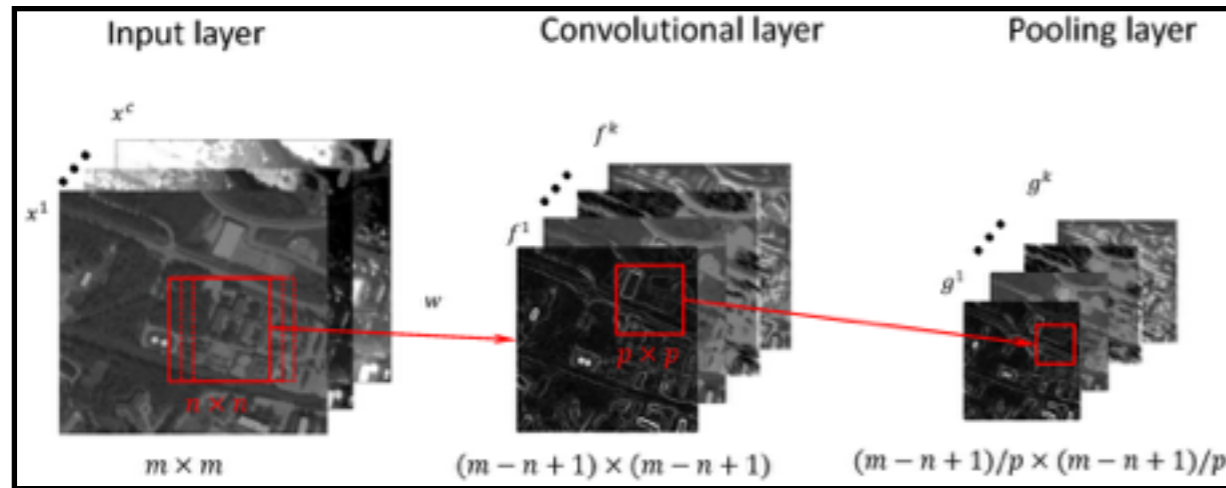 Input layer
Convolutional layer
Pooling layer
x^c
x^1
n × n
m × m
w
f^k
f^1
p × p
(m − n + 1) × (m − n + 1)
g^k
g^1
(m − n + 1)/p × (m − n + 1)/p